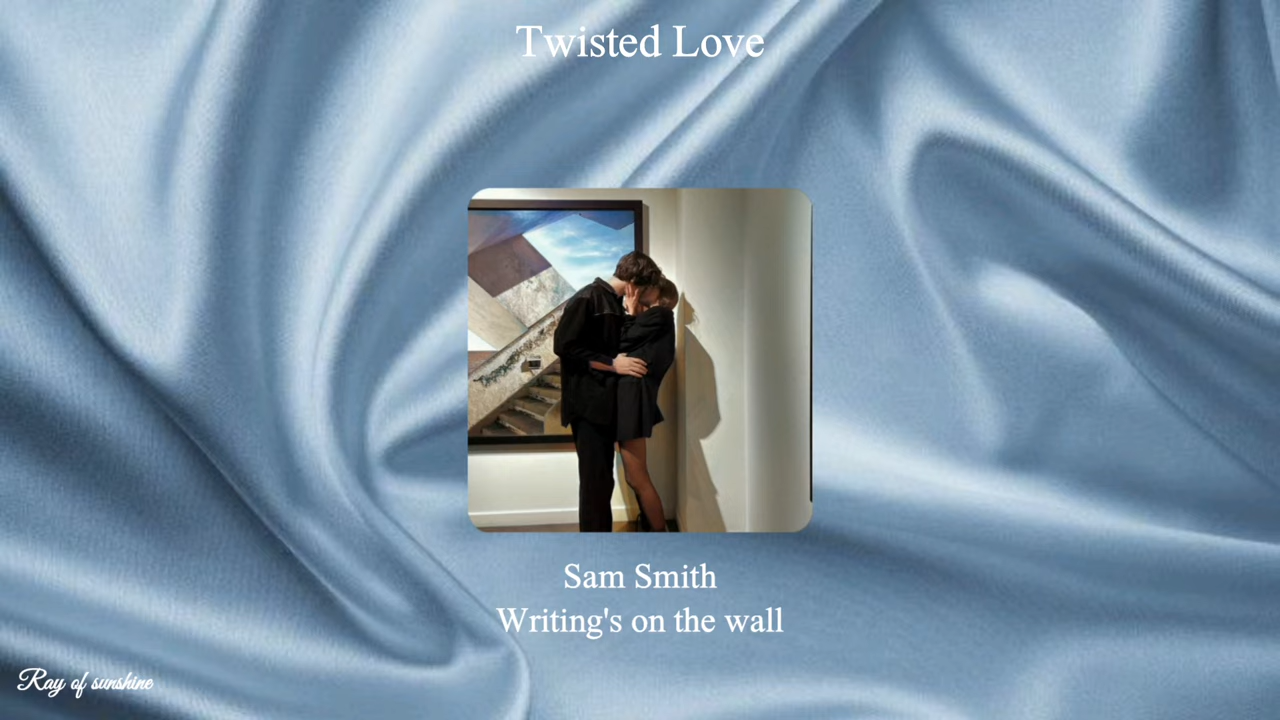 Twisted Love
Sam Smith
Writing's on the wall
Ray of sunshine